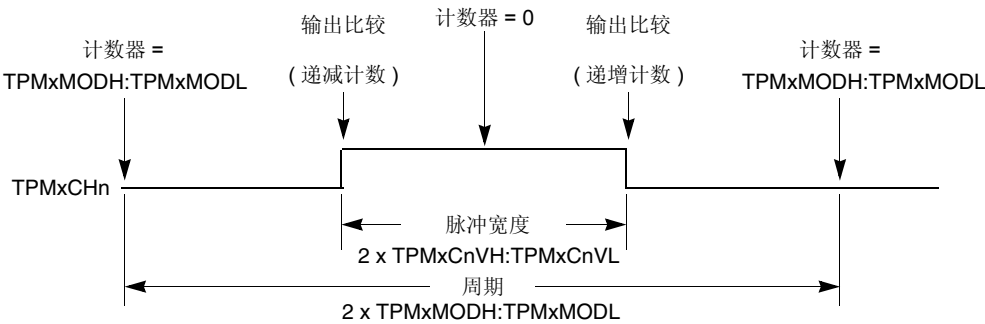 计数器 =
TPMxMODH:TPMxMODL
输出比较
( 递减计数 )
计数器 = 0
输出比较
( 递增计数 )
计数器 =
TPMxMODH:TPMxMODL
TPMxCHn
脉冲宽度
2 x TPMxCnVH:TPMxCnVL
周期
2 x TPMxMODH:TPMxMODL